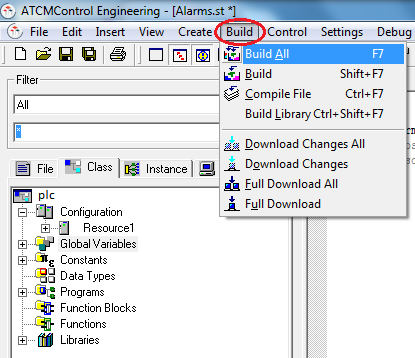 ATCMControl Engineering - [Alarms.st *]
File Edit Insert View Create Build Control Settings Debug
Build All F7
Build Shift+F7
Compile File Ctrl+F7
Build Library Ctrl+Shift+F7
Download Changes All
Download Changes
Full Download All
Full Download
Filter
All
*
File Class Instance
plc
Configuration
Resource1
Global Variables
Constants
Data Types
Programs
Function Blocks
Functions
Libraries